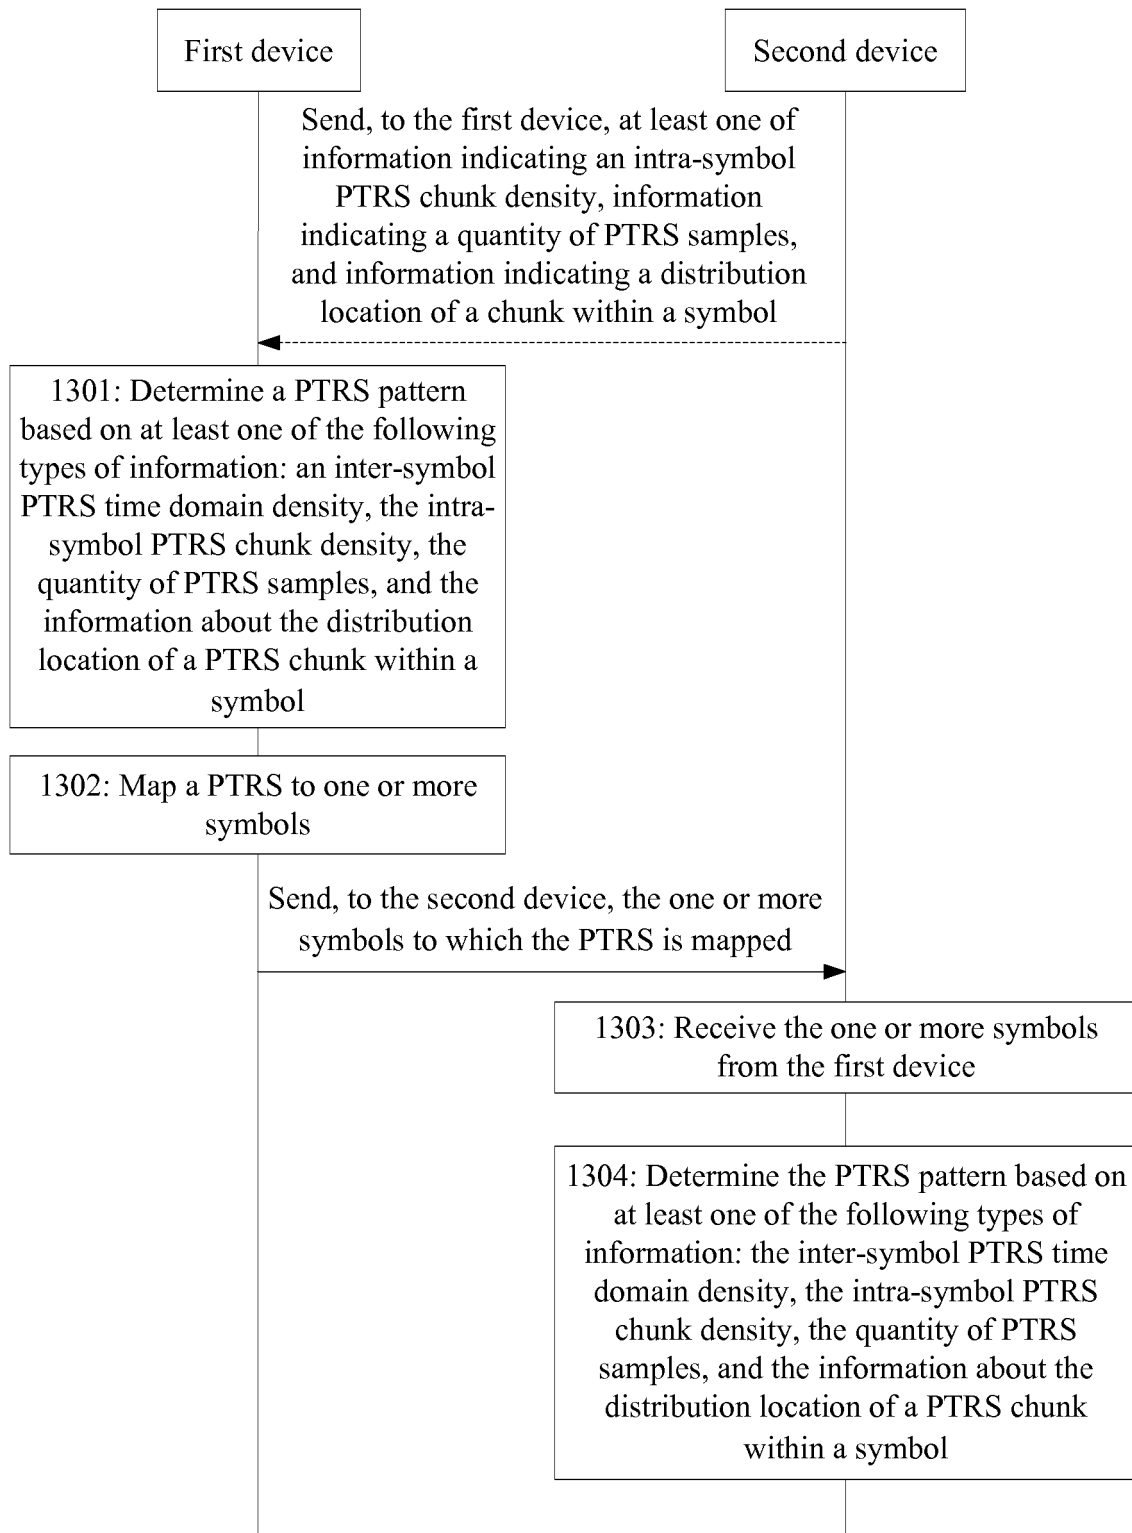 First device
Second device
Send, to the first device, at least one of
information indicating an intra-symbol
PTRS chunk density, information
indicating a quantity of PTRS samples,
and information indicating a distribution
location of a chunk within a symbol
1301: Determine a PTRS pattern
based on at least one of the following
types of information: an inter-symbol
PTRS time domain density, the intra-
symbol PTRS chunk density, the
quantity of PTRS samples, and the
information about the distribution
location of a PTRS chunk within a
symbol
1302: Map a PTRS to one or more
symbols
Send, to the second device, the one or more
symbols to which the PTRS is mapped
1303: Receive the one or more symbols
from the first device
1304: Determine the PTRS pattern based on
at least one of the following types of
information: the inter-symbol PTRS time
domain density, the intra-symbol PTRS
chunk density, the quantity of PTRS
samples, and the information about the
distribution location of a PTRS chunk
within a symbol